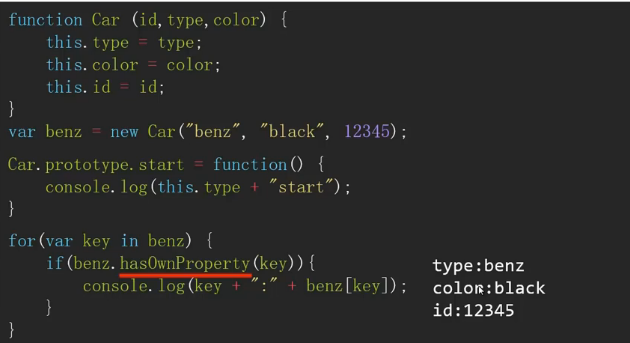 function Car (id,type,color) {
    this.type = type;
    this.color = color;
    this.id = id;
}
var benz = new Car("benz", "black", 12345);
Car.prototype.start = function() {
    console.log(this.type + "start");
}
for(var key in benz) {
    if(benz.hasOwnProperty(key)){
        console.log(key + ":" + benz[key]);
    }
}
type:benz
color:black
id:12345